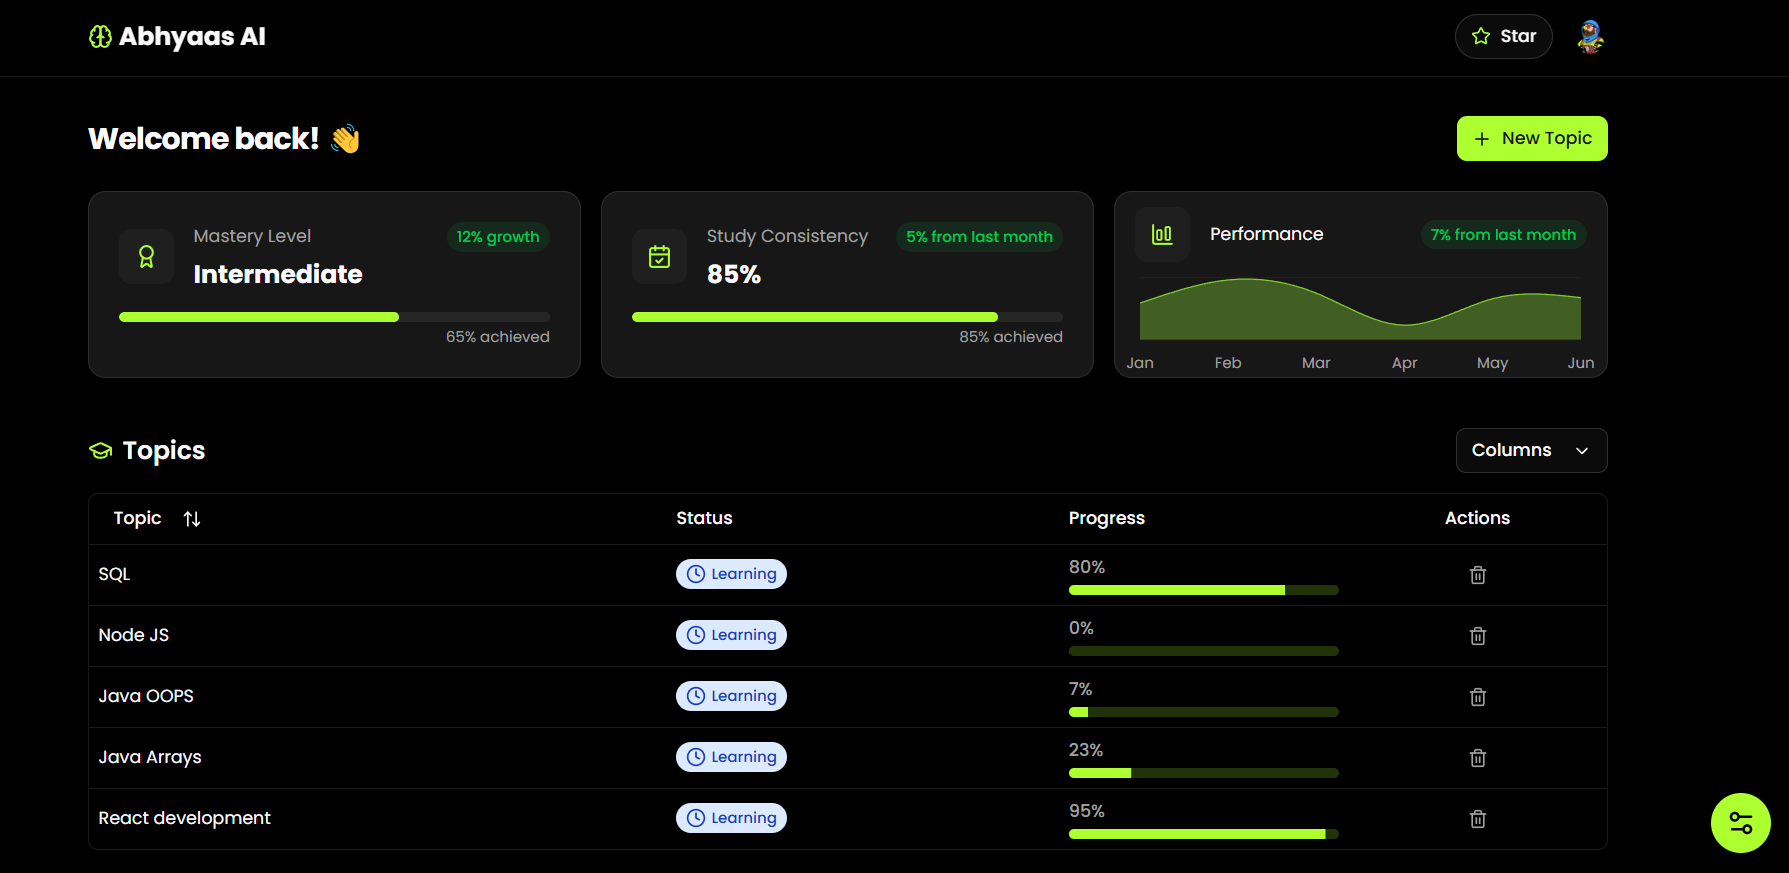 Abhyaas AI
Star
Welcome back! 👋
+ New Topic
Mastery Level
12% growth
Intermediate
65% achieved
Study Consistency
5% from last month
85%
85% achieved
Performance
7% from last month
Jan Feb Mar Apr May Jun
Topics
Columns
Topic Status Progress Actions
SQL Learning 80%
Node JS Learning 0%
Java OOPS Learning 7%
Java Arrays Learning 23%
React development Learning 95%